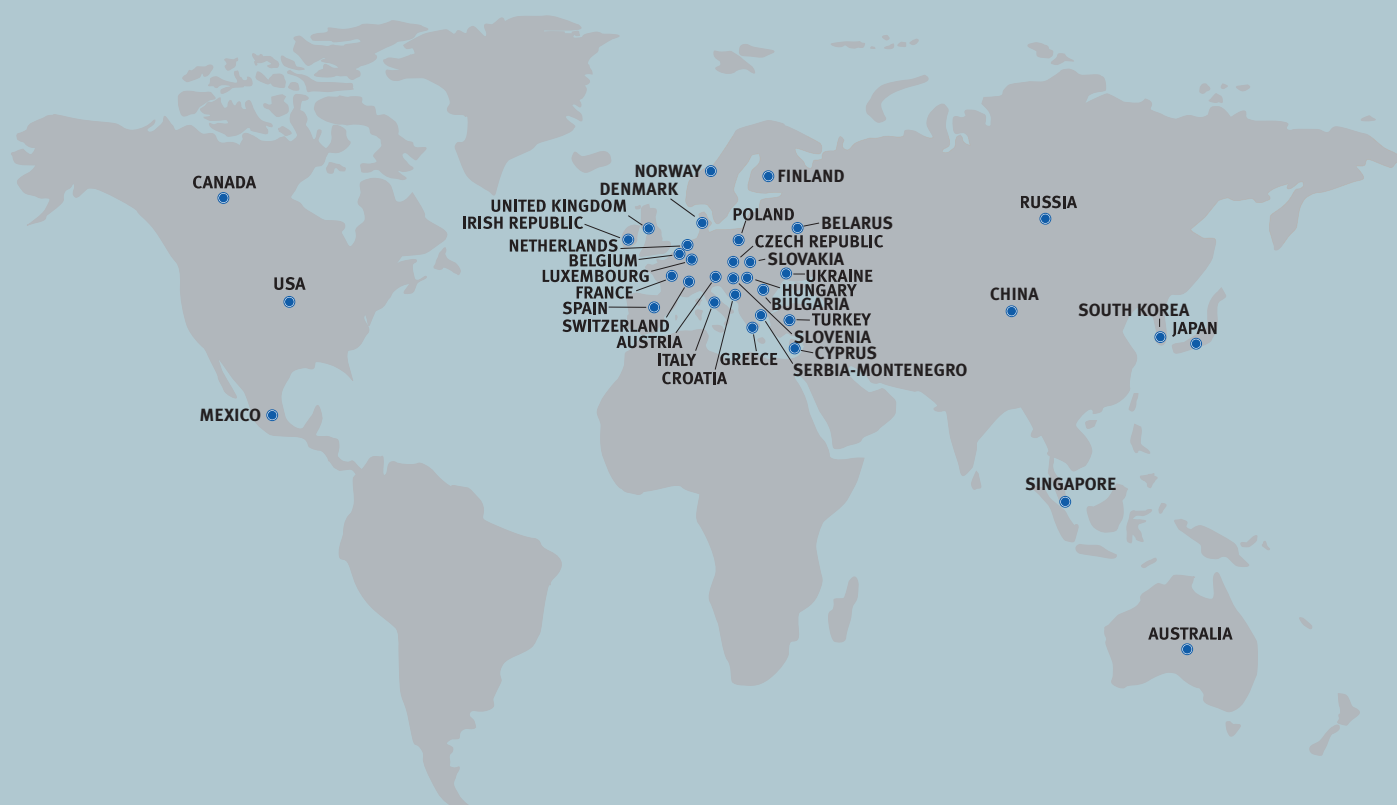 NORWAY
FINLAND
CANADA
DENMARK
RUSSIA
UNITED KINGDOM
POLAND
IRISH REPUBLIC
BELARUS
CZECH REPUBLIC
NETHERLANDS
BELGIUM
SLOVAKIA
LUXEMBOURG
UKRAINE
USA
FRANCE
HUNGARY
CHINA
BULGARIA
SPAIN
SOUTH KOREA
TURKEY
SWITZERLAND
JAPAN
SLOVENIA
AUSTRIA
CYPRUS
ITALY
GREECE
SERBIA-MONTENEGRO
CROATIA
MEXICO
SINGAPORE
AUSTRALIA